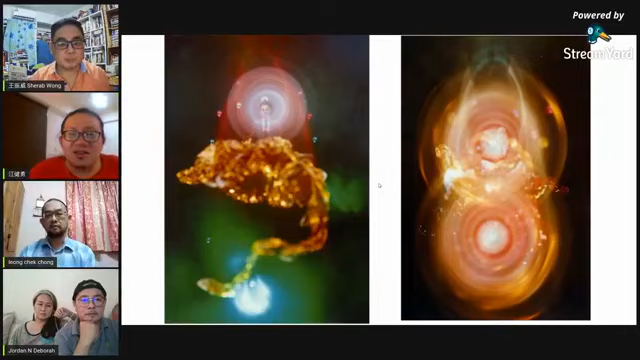 Powered by
StreamYard
王振威 Sherab Wong
江健勇
leong chek chong
Jordan N Deborah